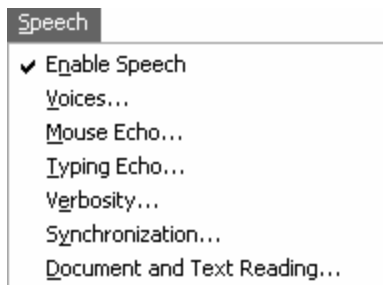 Speech
Enable Speech
Voices...
Mouse Echo...
Typing Echo...
Verbosity...
Synchronization...
Document and Text Reading...